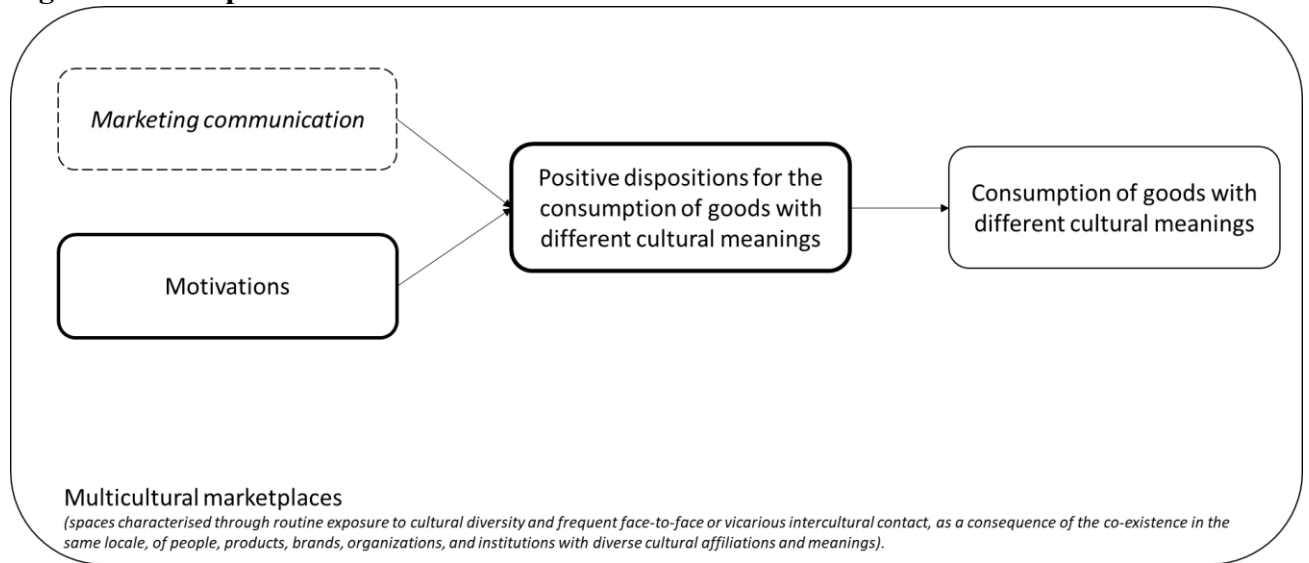 Marketing communication
Motivations
Positive dispositions for the
consumption of goods with
different cultural meanings
Consumption of goods with
different cultural meanings
Multicultural marketplaces
(spaces characterised through routine exposure to cultural diversity and frequent face-to-face or vicarious intercultural contact, as a consequence of the co-existence in the
same locale, of people, products, brands, organizations, and institutions with diverse cultural affiliations and meanings).